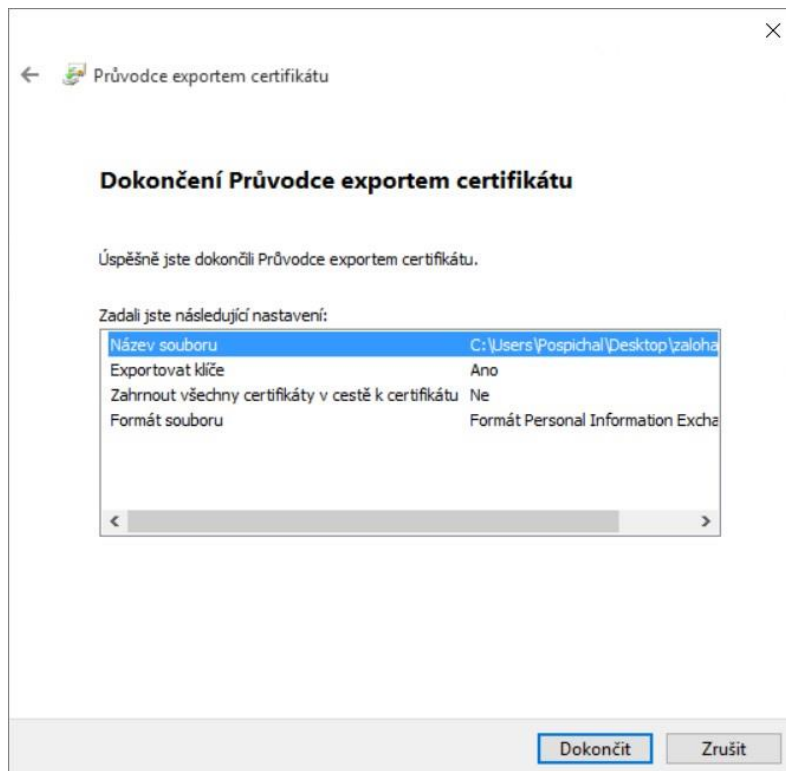 Průvodce exportem certifikátu
Dokončení Průvodce exportem certifikátu
Úspěšně jste dokončili Průvodce exportem certifikátu.
Zadali jste následující nastavení:
Název souboru C:\Users\Pospichal\Desktop\zaloha
Exportovat klíče Ano
Zahrnout všechny certifikáty v cestě k certifikátu Ne
Formát souboru Formát Personal Information Excha
Dokončit Zrušit